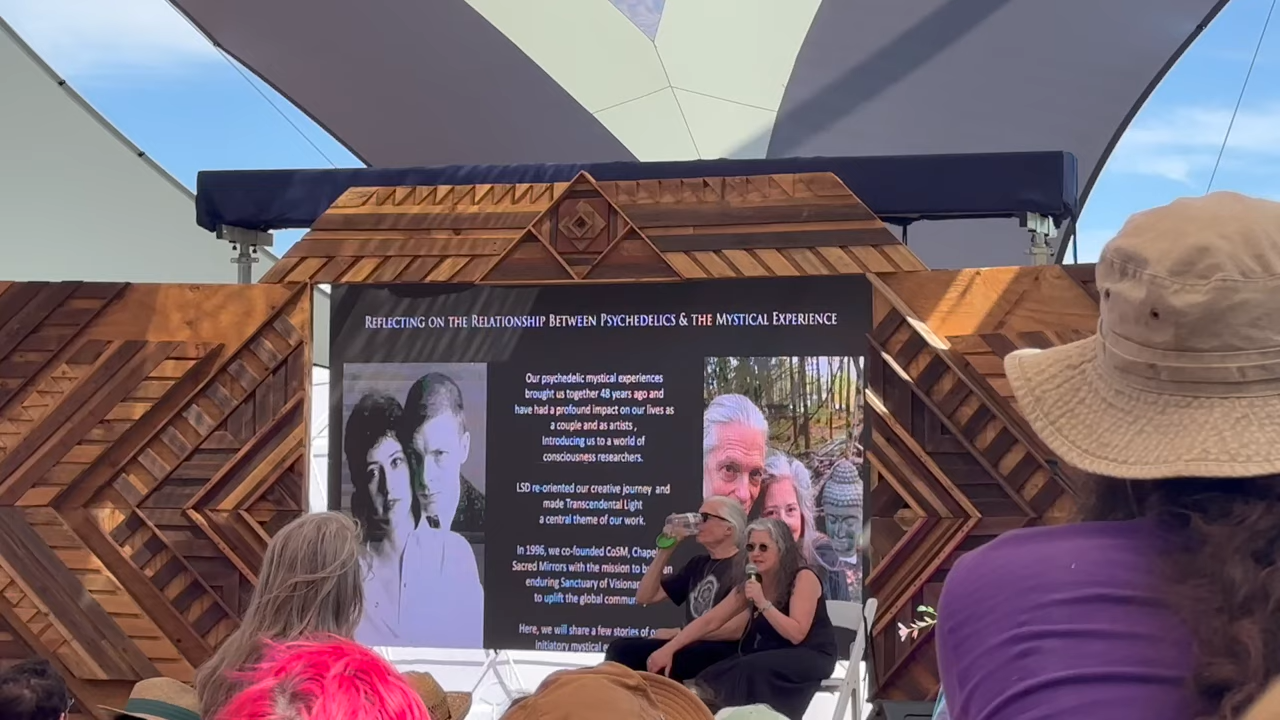 REFLECTING ON THE RELATIONSHIP BETWEEN PSYCHEDELICS & THE MYSTICAL EXPERIENCE
Our psychedelic mystical experiences
brought us together 48 years ago and
have had a profound impact on our lives as
a couple and as artists ,
introducing us to a world of
consciousness researchers.
LSD re-oriented our creative journey and
made Transcendental Light
a central theme of our work.
In 1996, we co-founded CoSM, Chapel
Sacred Mirrors with the mission to an
enduring Sanctuary of
to uplift the global
Here, we will share a few stories of
initiatory mystical